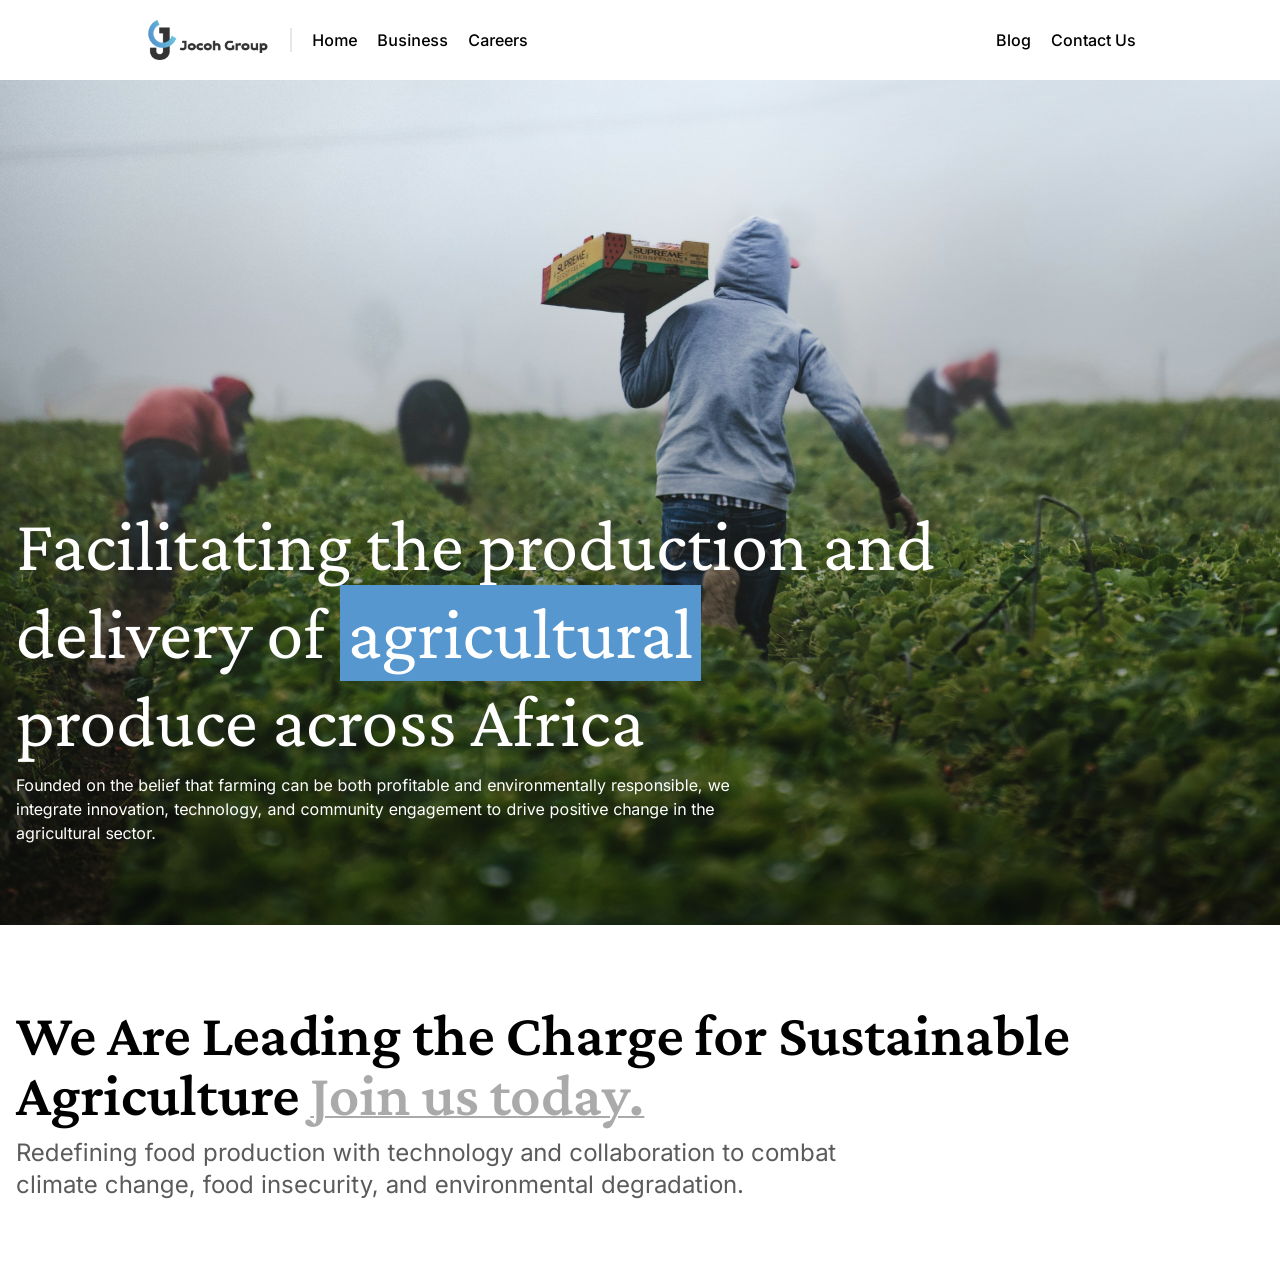 Jocoh Group
Home Business Careers
Blog Contact Us
SUPREME
SUPREME
Facilitating the production and
delivery of agricultural
produce across Africa
Founded on the belief that farming can be both profitable and environmentally responsible, we
integrate innovation, technology, and community engagement to drive positive change in the
agricultural sector.
We Are Leading the Charge for Sustainable
Agriculture Join us today.
Redefining food production with technology and collaboration to combat
climate change, food insecurity, and environmental degradation.